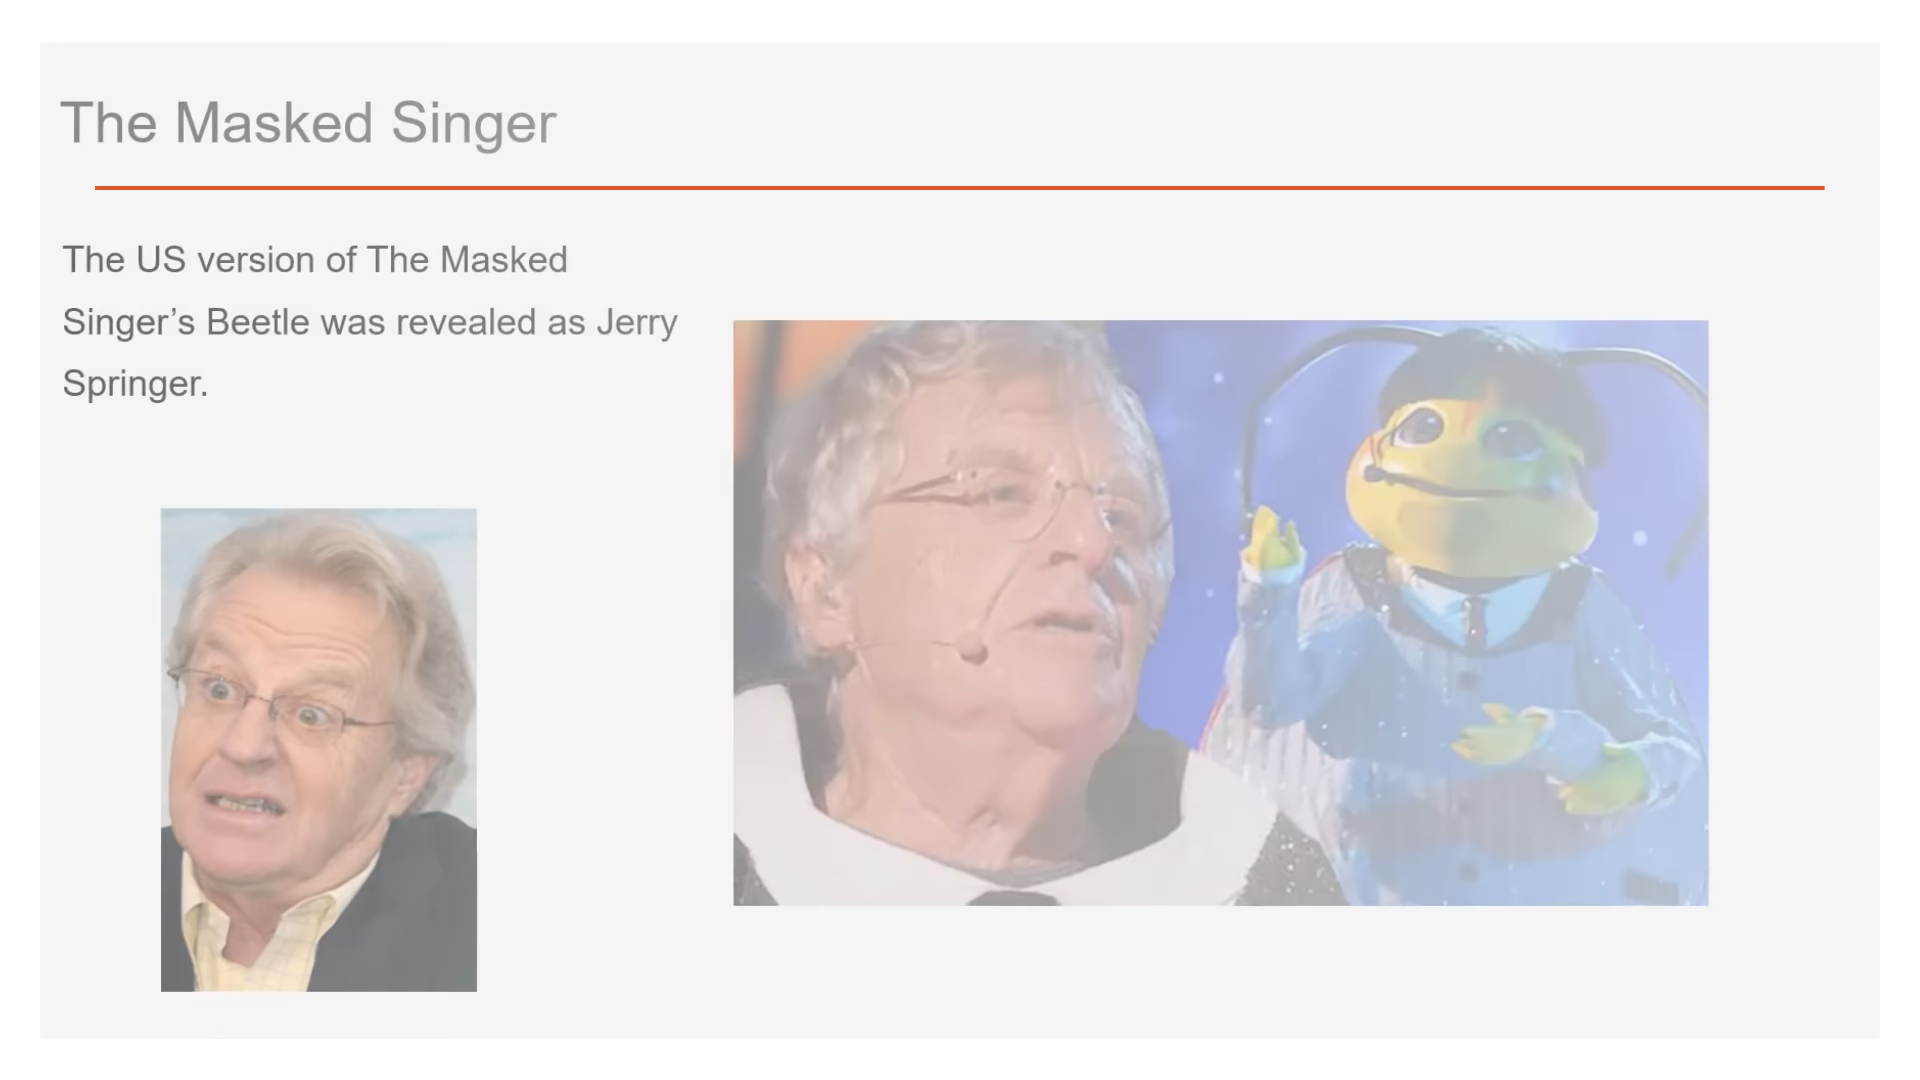 The Masked Singer
The US version of The Masked
Singer’s Beetle was revealed as Jerry
Springer.